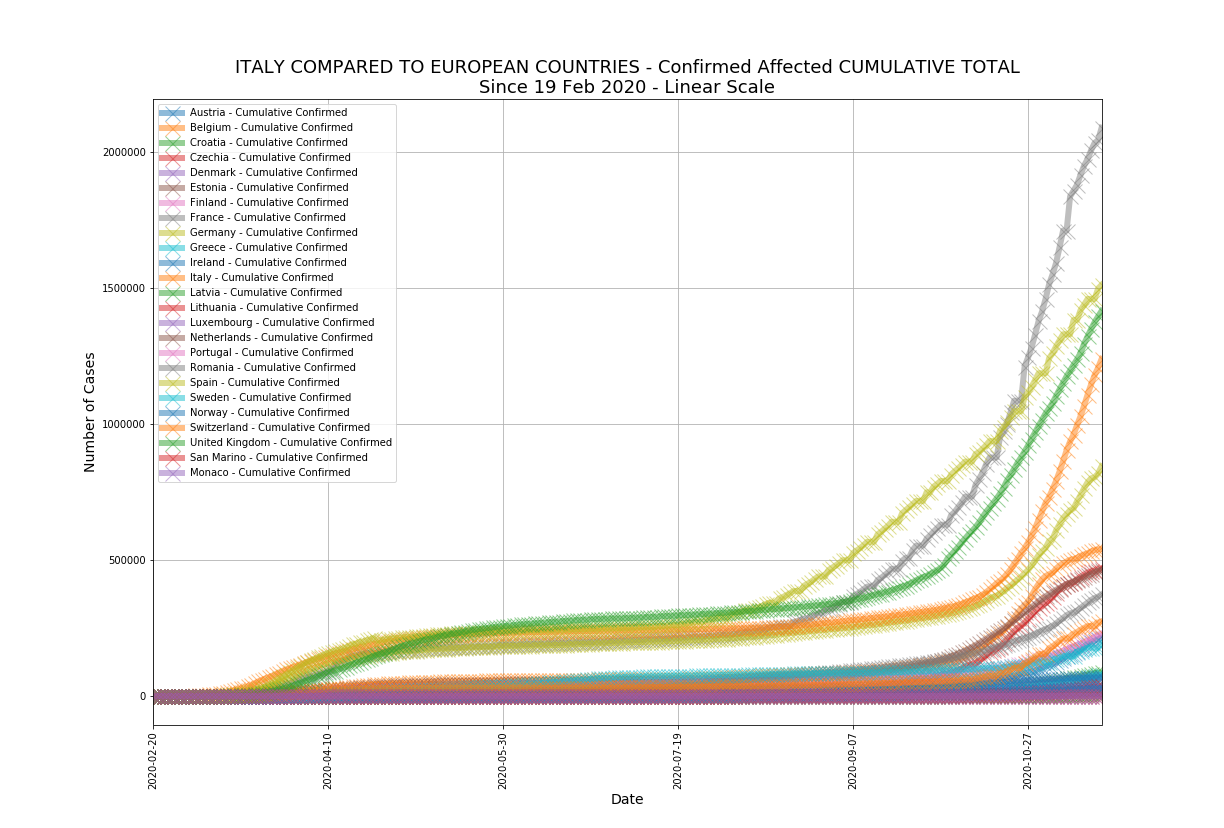 ITALY COMPARED TO EUROPEAN COUNTRIES - Confirmed Affected CUMULATIVE TOTAL
Since 19 Feb 2020 - Linear Scale
Austria - Cumulative Confirmed
Belgium - Cumulative Confirmed
Croatia - Cumulative Confirmed
Czechia - Cumulative Confirmed
Denmark - Cumulative Confirmed
Estonia - Cumulative Confirmed
Finland - Cumulative Confirmed
France - Cumulative Confirmed
Germany - Cumulative Confirmed
Greece - Cumulative Confirmed
Ireland - Cumulative Confirmed
Italy - Cumulative Confirmed
Latvia - Cumulative Confirmed
Lithuania - Cumulative Confirmed
Luxembourg - Cumulative Confirmed
Netherlands - Cumulative Confirmed
Portugal - Cumulative Confirmed
Romania - Cumulative Confirmed
Spain - Cumulative Confirmed
Sweden - Cumulative Confirmed
Norway - Cumulative Confirmed
Switzerland - Cumulative Confirmed
United Kingdom - Cumulative Confirmed
San Marino - Cumulative Confirmed
Monaco - Cumulative Confirmed
Number of Cases
2000000
1500000
1000000
500000
0
2020-02-20
2020-04-10
2020-05-30
2020-07-19
2020-09-07
2020-10-27
Date